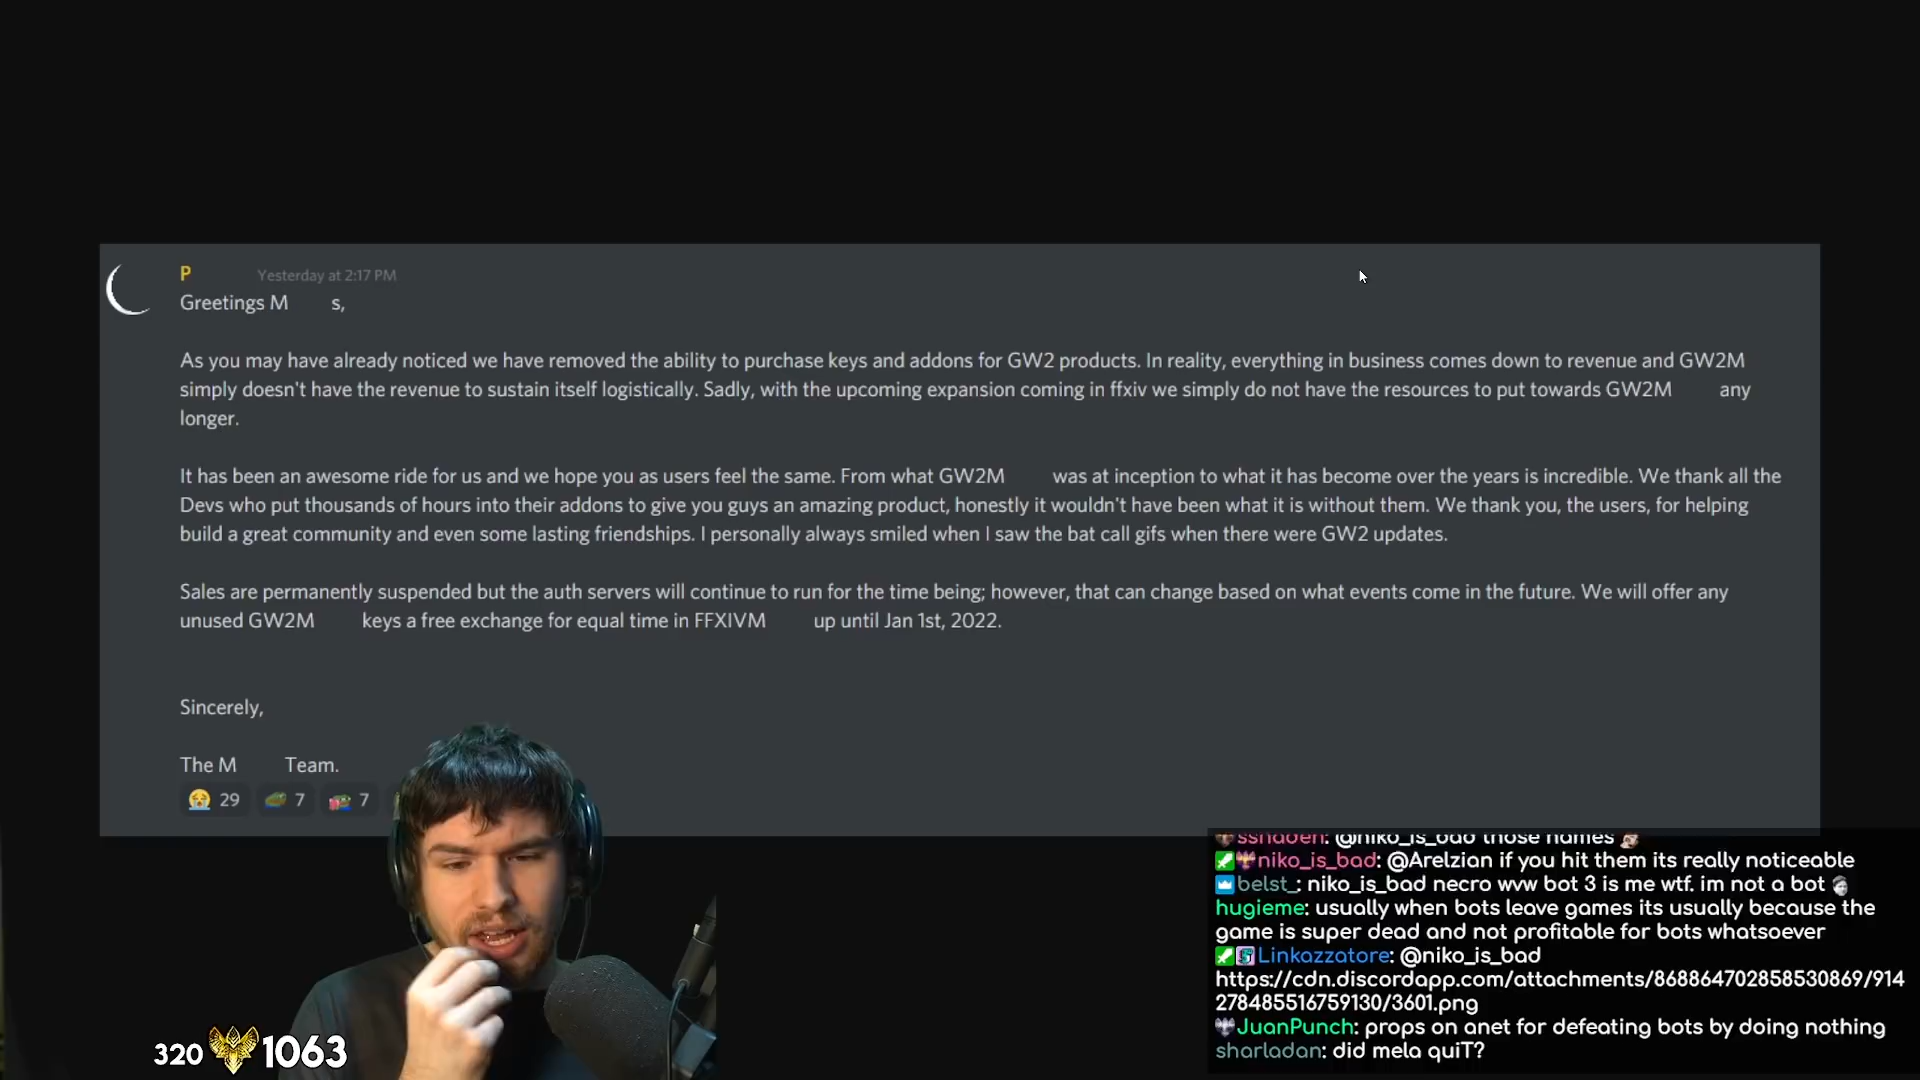 P Yesterday at 2:17 PM
Greetings M s,
As you may have already noticed we have removed the ability to purchase keys and addons for GW2 products. In reality, everything in business comes down to revenue and GW2M
simply doesn't have the revenue to sustain itself logistically. Sadly, with the upcoming expansion coming in ffxiv we simply do not have the resources to put towards GW2M any
longer.
It has been an awesome ride for us and we hope you as users feel the same. From what GW2M was at inception to what it has become over the years is incredible. We thank all the
Devs who put thousands of hours into their addons to give you guys an amazing product, honestly it wouldn't have been what it is without them. We thank you, the users, for helping
build a great community and even some lasting friendships. I personally always smiled when I saw the bat call gifs when there were GW2 updates.
Sales are permanently suspended but the auth servers will continue to run for the time being; however, that can change based on what events come in the future. We will offer any
unused GW2M keys a free exchange for equal time in FFXIVM up until Jan 1st, 2022.
Sincerely,
The M Team.
29 7 7
sshaden: @niko_is_bad those names
niko_is_bad: @Arelzian if you hit them its really noticeable
belst_: niko_is_bad necro wvw bot 3 is me wtf. im not a bot
hugieme: usually when bots leave games its usually because the
game is super dead and not profitable for bots whatsoever
Linkazzatore: @niko_is_bad
https://cdn.discordapp.com/attachments/868864702858530869/914
278485516759130/3601.png
JuanPunch: props on anet for defeating bots by doing nothing
sharladan: did mela quiT?
320 1063